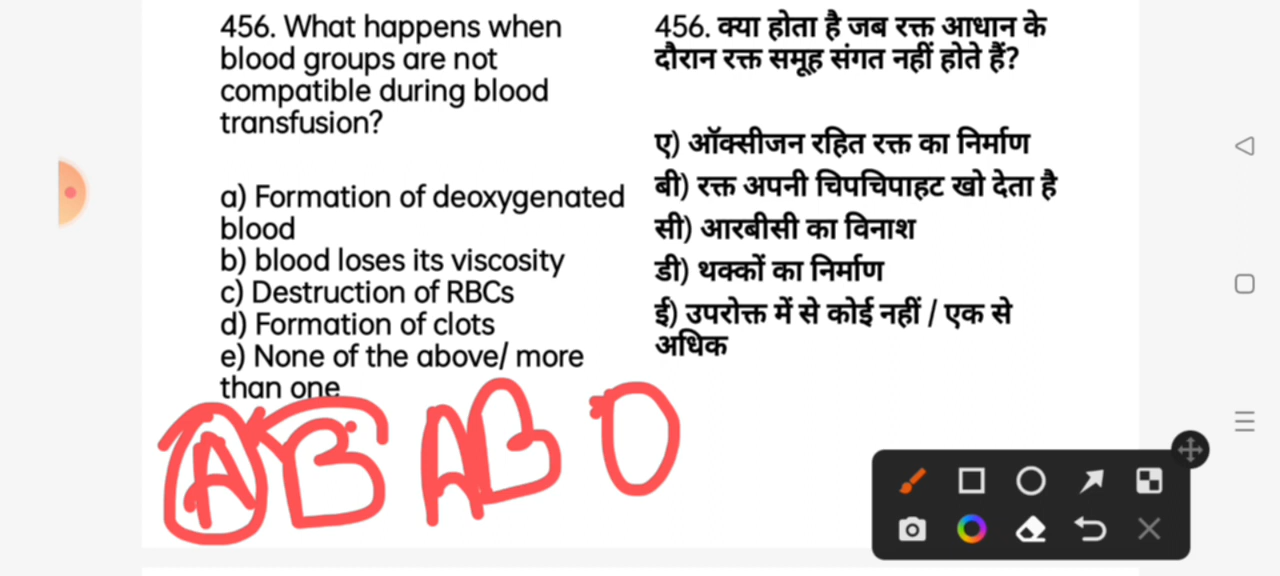 456. What happens when
blood groups are not
compatible during blood
transfusion?
a) Formation of deoxygenated
blood
b) blood loses its viscosity
c) Destruction of RBCs
d) Formation of clots
e) None of the above/ more
than one
456. क्या होता है जब रक्त आधान के
दौरान रक्त समूह संगत नहीं होते हैं?
ए) ऑक्सीजन रहित रक्त का निर्माण
बी) रक्त अपनी चिपचिपाहट खो देता है
सी) आरबीसी का विनाश
डी) थक्कों का निर्माण
ई) उपरोक्त में से कोई नहीं / एक से
अधिक
A B AB O